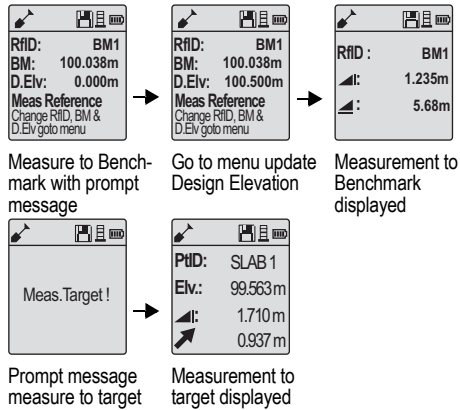 RfID: BM1
BM: 100.038m
D.Elv: 0.000m
Meas Reference
Change RfID, BM &
D.Elv goto menu
Measure to Bench-
mark with prompt
message
RfID: BM1
BM: 100.038m
D.Elv: 100.500m
Meas Reference
Change RfID, BM &
D.Elv goto menu
Go to menu update
Design Elevation
RfID : BM1
: 1.235m
: 5.68m
Measurement to
Benchmark
displayed
Meas.Target !
Prompt message
measure to target
PtID: SLAB 1
Elv.: 99.563 m
: 1.710 m
0.937 m
Measurement to
target displayed